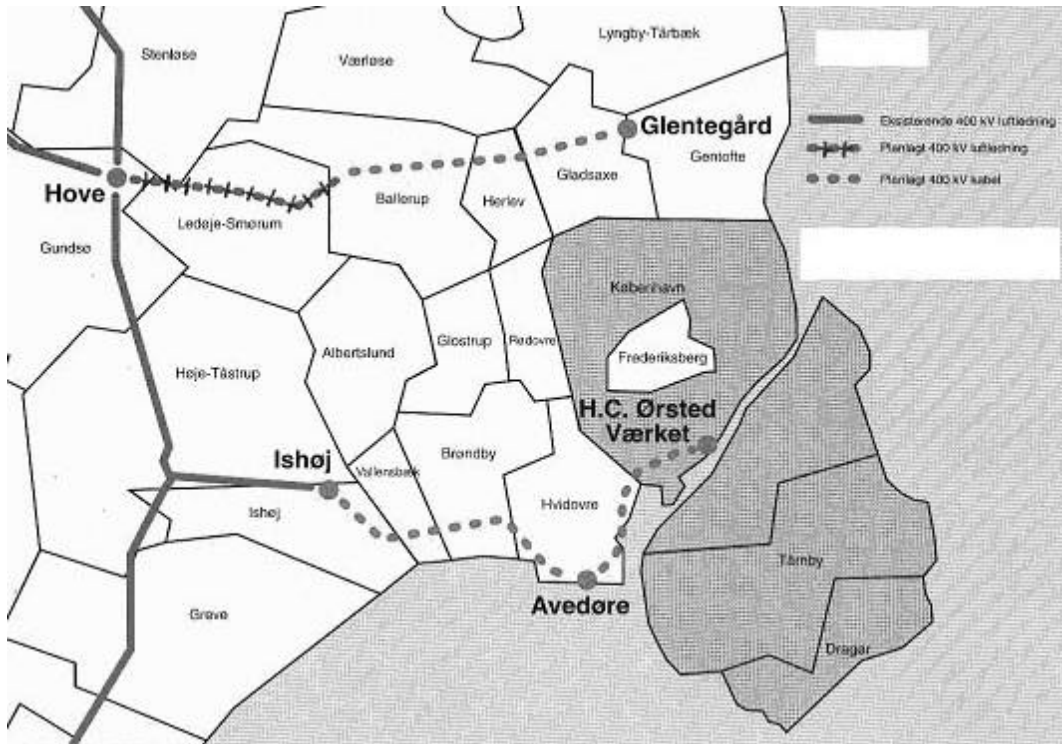 Lyngby-Tårbæk
Stenløse
Værløse
Eksisterende 400 kV luftledning
Glentegård
Planlagt 400 kV luftledning
Gentofte
Gladsaxe
Planlagt 400 kV kabel
Hove
Ballerup
Herlev
Ledøje-Smørum
Gundsø
København
Glostrup
Rødovre
Albertslund
Frederiksberg
Høje-Tåstrup
H.C. Ørsted
Værket
Ishøj
Brøndby
Vallensbæk
Hvidovre
Ishøj
Tårnby
Avedøre
Greve
Dragør